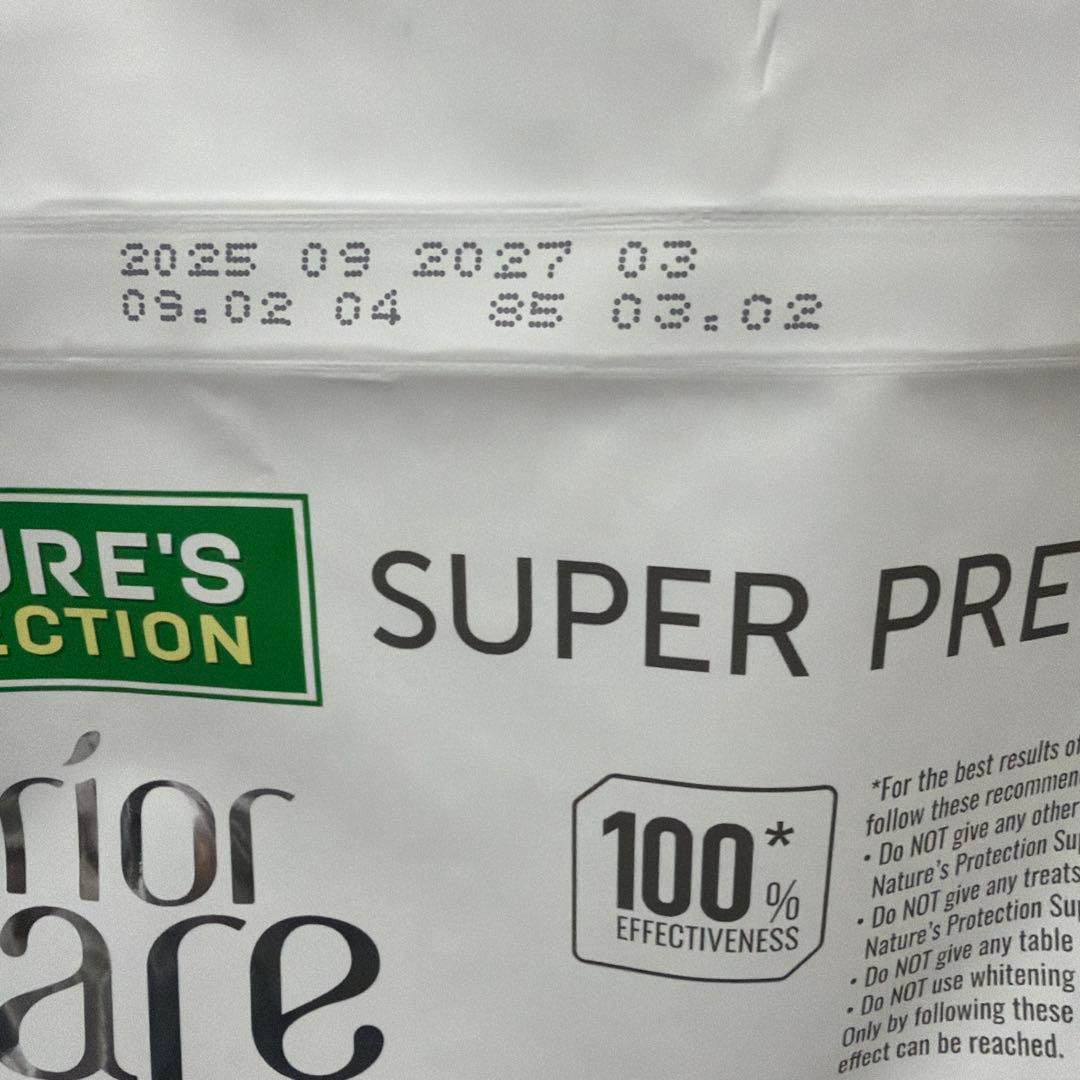 2025 09 2027 03
09:02 04 85 03:02
URE'S
ECTION
SUPER PRE
rior
are
100*
%
EFFECTIVENESS
*For the best results of
follow these recommen
• Do NOT give any other
Nature's Protection Su
• Do NOT give any treats
Nature's Protection Su
• Do NOT give any table
• Do NOT use whitening
Only by following these
effect can be reached.